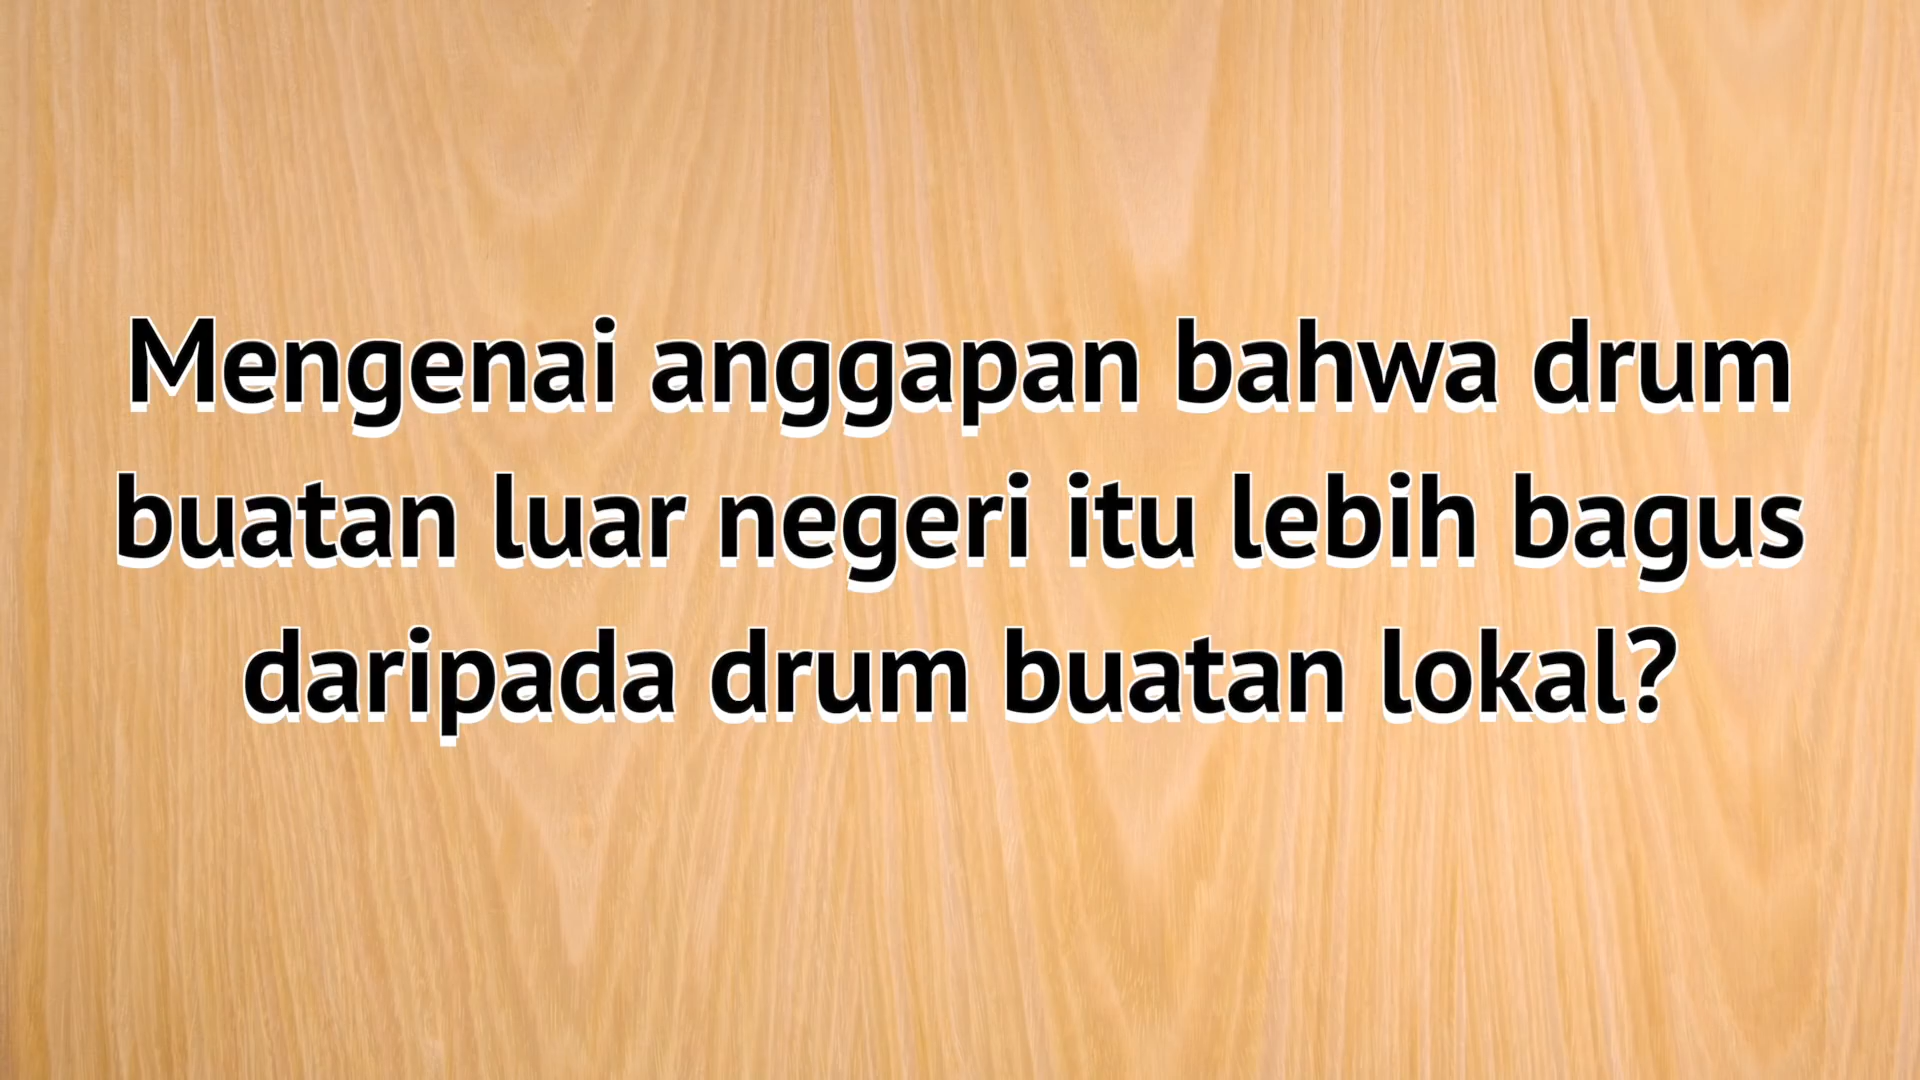 Mengenai anggapan bahwa drum
buatan luar negeri itu lebih bagus
daripada drum buatan lokal?